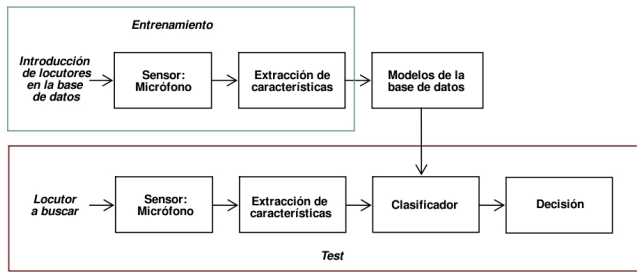 Entrenamiento
Introducción
de locutores
en la base
de datos
Sensor:
Micrófono
Extracción de
características
Modelos de la
base de datos
Locutor
a buscar
Sensor:
Micrófono
Extracción de
características
Clasificador
Decisión
Test